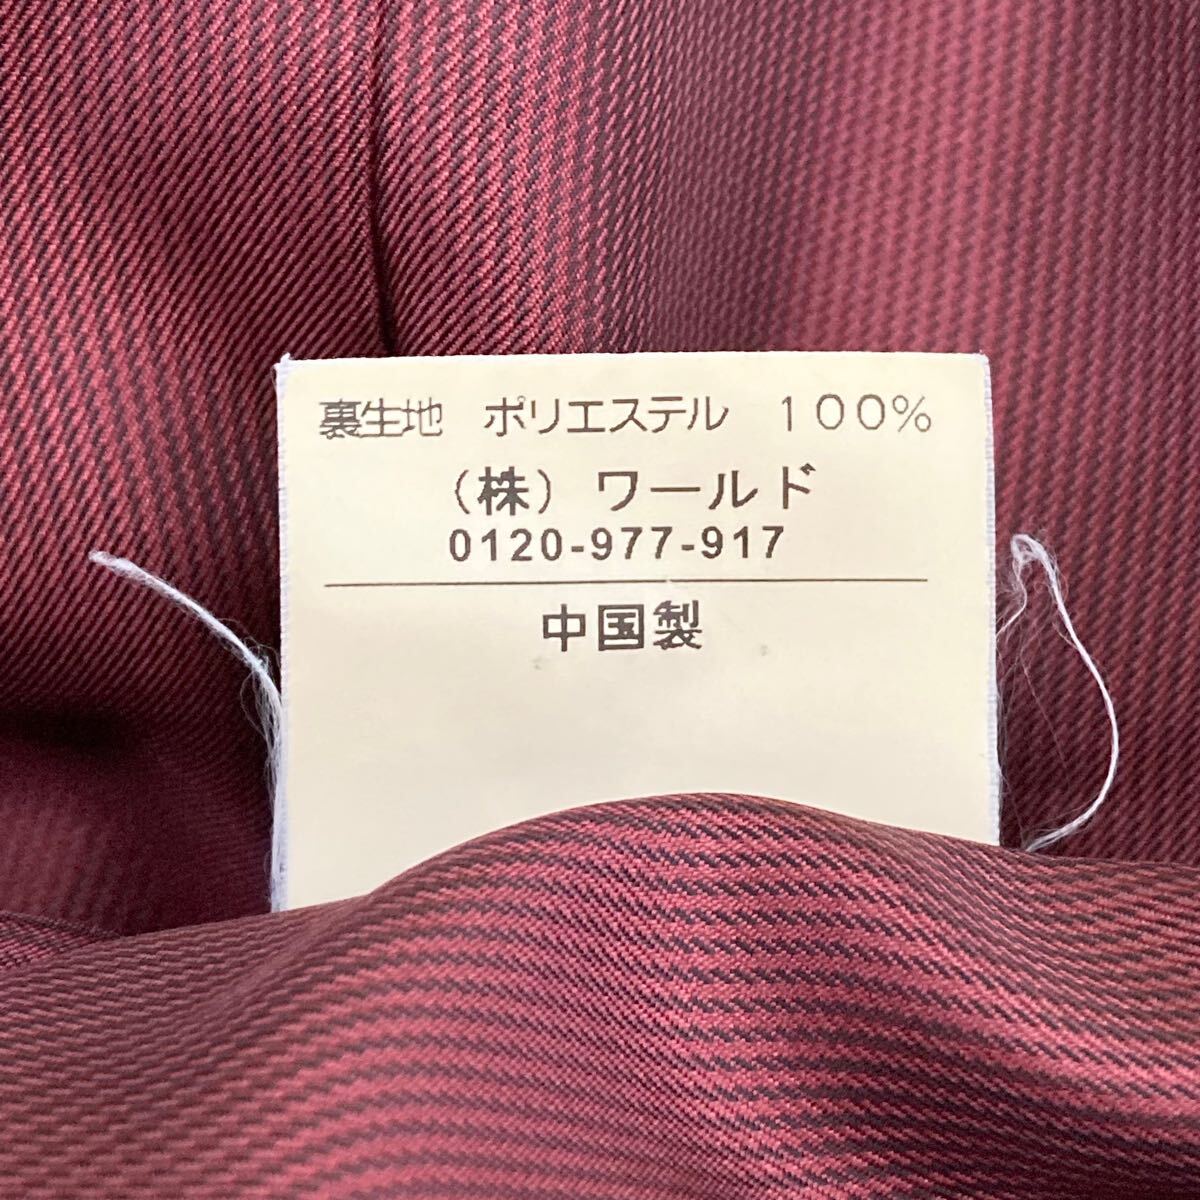 裏生地　ポリエステル　100%
（株）ワールド
0120-977-917
中国製